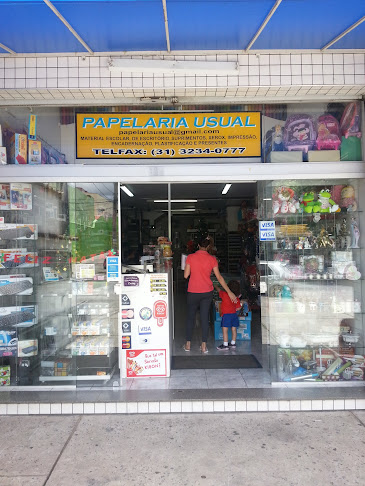 PAPELARIA USUAL
papelariausual@gmail.com
MATERIAL ESCOLAR, DE ESCRITÓRIO, SUPRIMENTOS, XEROX, IMPRESSÃO,
ENCADERNAÇÃO, PLASTIFICAÇÃO E PRESENTES
TELFAX: (31) 3234-0777
VISA
VISA
VISA